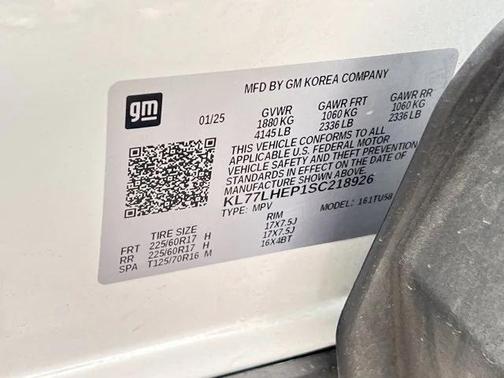 gm
MFD BY GM KOREA COMPANY
01/25 GVWR GAWR FRT GAWR RR
1880 KG 1060 KG 1060 KG
4145 LB 2336 LB 2336 LB
THIS VEHICLE CONFORMS TO ALL
APPLICABLE U.S. FEDERAL MOTOR
VEHICLE SAFETY, BUMPER, AND THEFT
PREVENTION STANDARDS
IN EFFECT ON THE DATE OF
MANUFACTURE SHOWN ABOVE.
KL77LHEP1SC218926
TYPE: MPV MODEL: 161TU58
TIRE SIZE RIM
FRT 225/60R17 H 17X7.5J
RR 225/60R17 H 17X7.5J
SPA T125/70R16 M 16X4BT